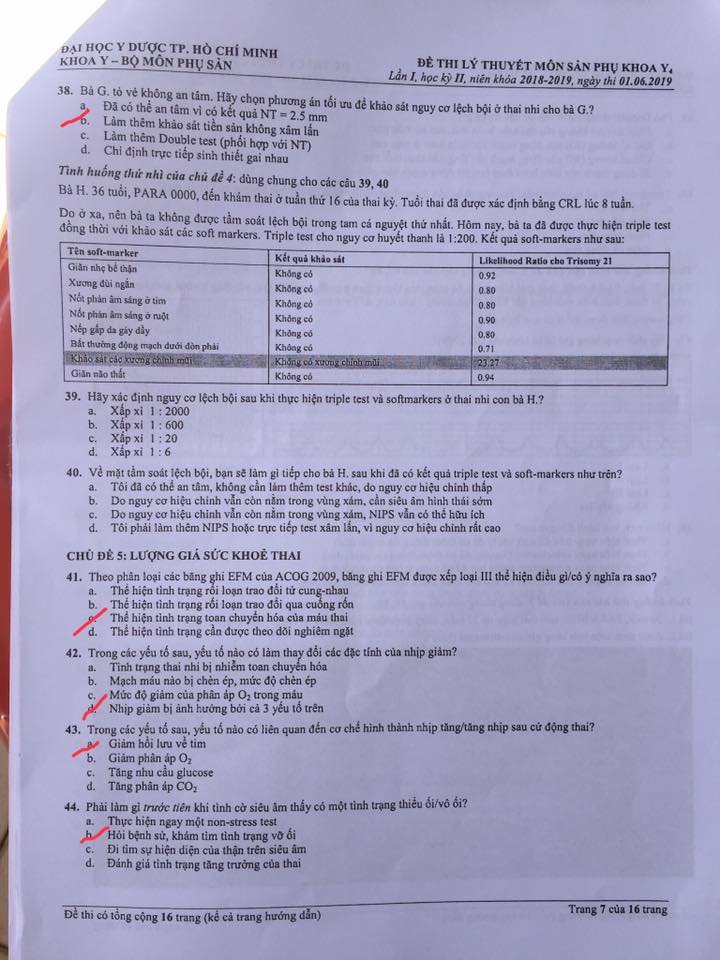 ĐẠI HỌC Y DƯỢC TP. HỒ CHÍ MINH
KHOA Y – BỘ MÔN PHỤ SẢN
ĐỀ THI LÝ THUYẾT MÔN SẢN PHỤ KHOA Y4
Lần I, học kỳ II, niên khóa 2018-2019, ngày thi 01.06.2019
38. Bà G. tỏ vẻ không an tâm. Hãy chọn phương án tối ưu để khảo sát nguy cơ lệch bội ở thai nhi cho bà G.?
a. Đã có thể an tâm vì có kết quả NT = 2.5 mm
b. Làm thêm khảo sát tiền sản không xâm lấn
c. Làm thêm Double test (phối hợp với NT)
d. Chỉ định trực tiếp sinh thiết gai nhau
Tình huống thứ nhì của chủ đề 4: dùng chung cho các câu 39, 40
Bà H. 36 tuổi, PARA 0000, đến khám thai ở tuần thứ 16 của thai kỳ. Tuổi thai đã được xác định bằng CRL lúc 8 tuần.
Do ở xa, nên bà ta không được tầm soát lệch bội trong tam cá nguyệt thứ nhất. Hôm nay, bà ta đã được thực hiện triple test
đồng thời với khảo sát các soft markers. Triple test cho nguy cơ huyết thanh là 1:200. Kết quả soft-markers như sau:
Tên soft-marker Kết quả khảo sát Likelihood Ratio cho Trisomy 21
Giãn nhẹ bể thận Không có 0.92
Xương đùi ngắn Không có 0.80
Nốt phản âm sáng ở tim Không có 0.80
Nốt phản âm sáng ở ruột Không có 0.90
Nếp gấp da gáy dầy Không có 0.80
Bất thường động mạch dưới đòn phải Không có 0.71
Khảo sát các xương chính mũi Không có xương chính mũi 23.27
Giãn não thất Không có 0.94
39. Hãy xác định nguy cơ lệch bội sau khi thực hiện triple test và softmarkers ở thai nhi con bà H.?
a. Xấp xỉ 1 : 2000
b. Xấp xỉ 1 : 600
c. Xấp xỉ 1 : 20
d. Xấp xỉ 1 : 6
40. Về mặt tầm soát lệch bội, bạn sẽ làm gì tiếp cho bà H. sau khi đã có kết quả triple test và soft-markers như trên?
a. Tôi đã có thể an tâm, không cần làm thêm test khác, do nguy cơ hiệu chỉnh thấp
b. Do nguy cơ hiệu chỉnh vẫn còn nằm trong vùng xám, cần siêu âm hình thái sớm
c. Do nguy cơ hiệu chỉnh vẫn còn nằm trong vùng xám, NIPS vẫn có thể hữu ích
d. Tôi phải làm thêm NIPS hoặc trực tiếp test xâm lấn, vì nguy cơ hiệu chỉnh rất cao
CHỦ ĐỀ 5: LƯỢNG GIÁ SỨC KHOẺ THAI
41. Theo phân loại các băng ghi EFM của ACOG 2009, băng ghi EFM được xếp loại III thể hiện điều gì/có ý nghĩa ra sao?
a. Thể hiện tình trạng rối loạn trao đổi tử cung-nhau
b. Thể hiện tình trạng rối loạn trao đổi qua cuống rốn
c. Thể hiện tình trạng toan chuyển hóa của máu thai
d. Thể hiện tình trạng cần được theo dõi nghiêm ngặt
42. Trong các yếu tố sau, yếu tố nào có làm thay đổi các đặc tính của nhịp giảm?
a. Tình trạng thai nhi bị nhiễm toan chuyển hóa
b. Mạch máu nào bị chèn ép, mức độ chèn ép
c. Mức độ giảm của phân áp O2 trong máu
d. Nhịp giảm bị ảnh hưởng bởi cả 3 yếu tố trên
43. Trong các yếu tố sau, yếu tố nào có liên quan đến cơ chế hình thành nhịp tăng/tăng nhịp sau cử động thai?
a. Giảm hồi lưu về tim
b. Giảm phân áp O2
c. Tăng nhu cầu glucose
d. Tăng phân áp CO2
44. Phải làm gì trước tiên khi tình cờ siêu âm thấy có một tình trạng thiểu ối/vô ối?
a. Thực hiện ngay một non-stress test
b. Hỏi bệnh sử, khám tìm tình trạng vỡ ối
c. Đi tìm sự hiện diện của thận trên siêu âm
d. Đánh giá tình trạng tăng trưởng của thai
Đề thi có tổng cộng 16 trang (kể cả trang hướng dẫn)
Trang 7 của 16 trang